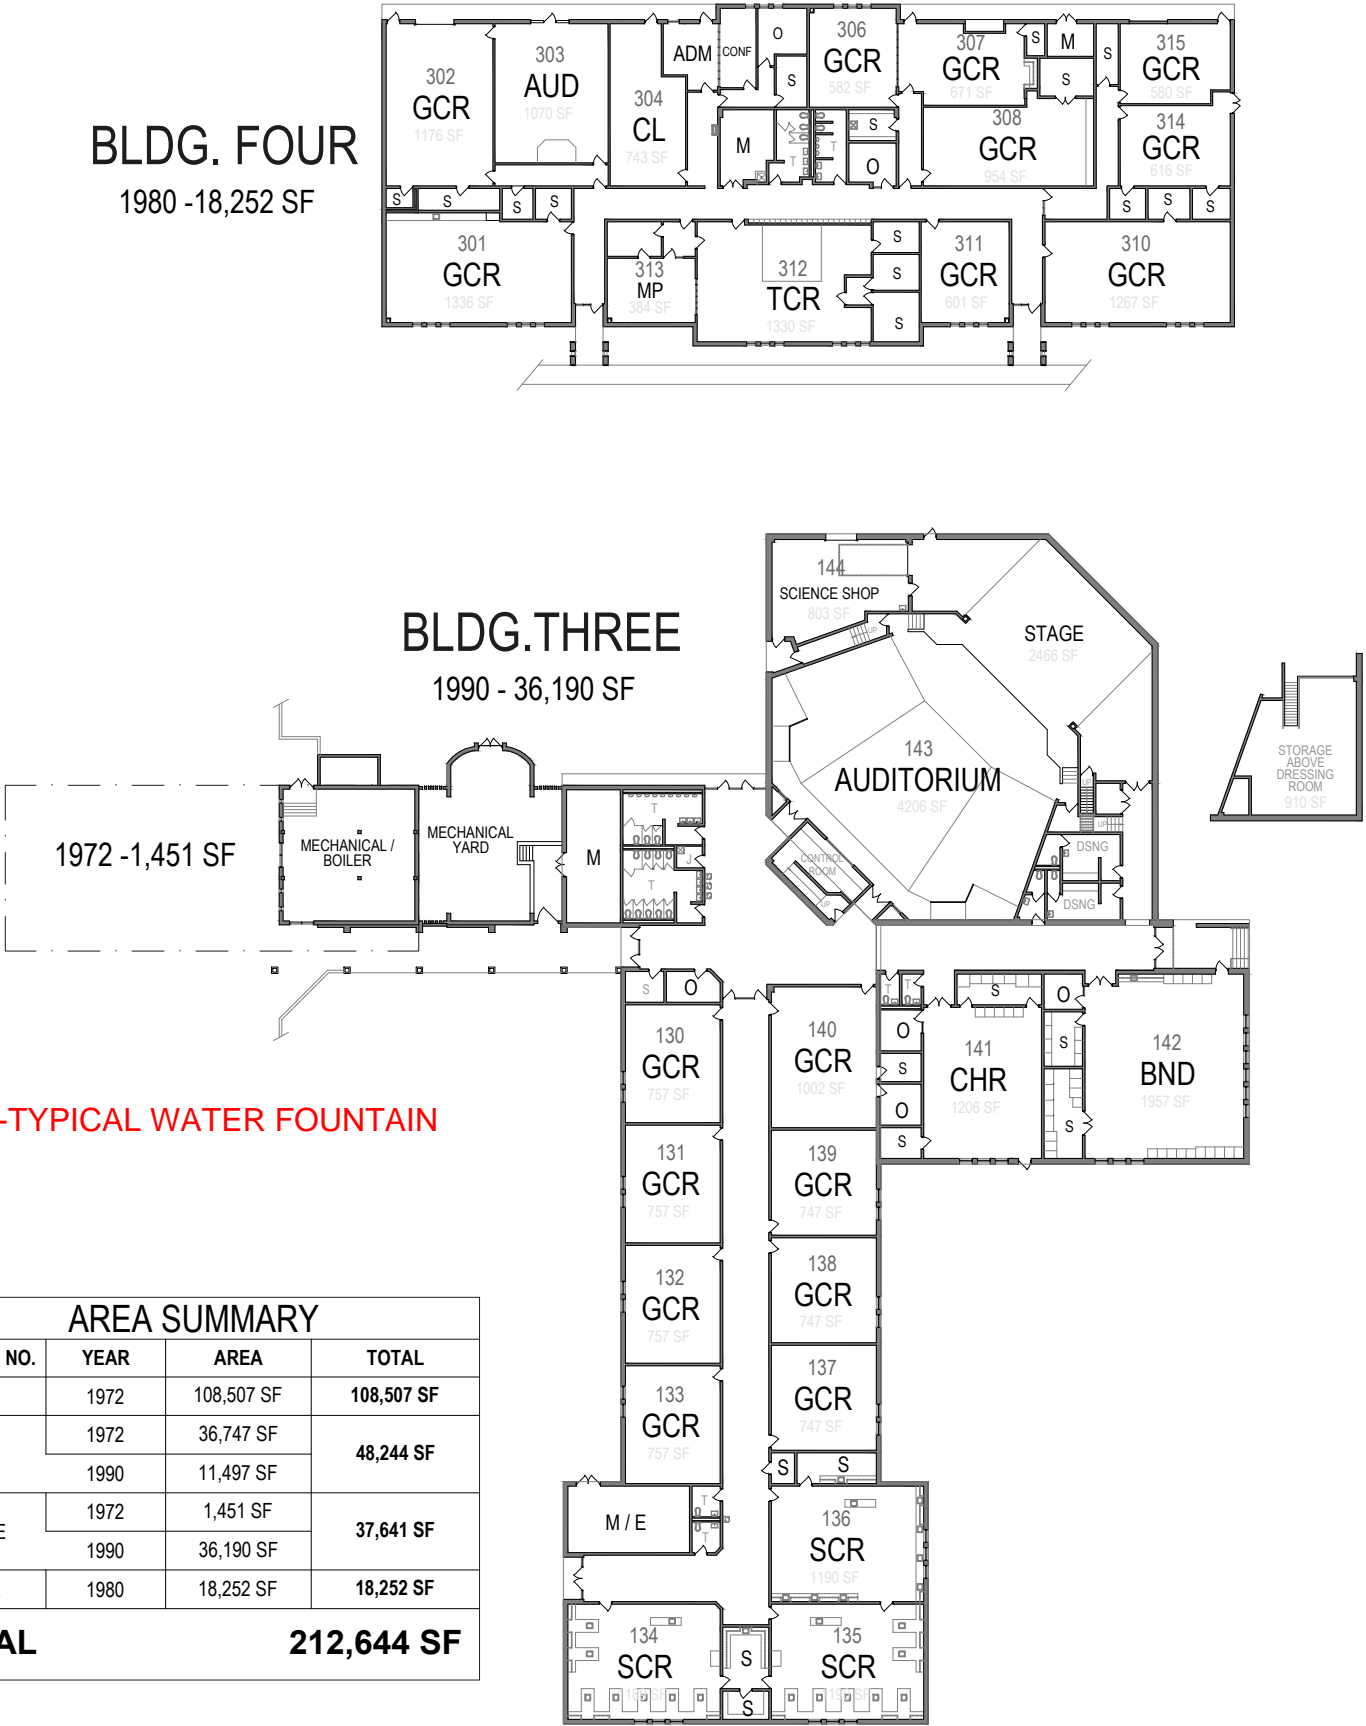 BLDG. FOUR
1980 -18,252 SF
302
GCR
1176 SF
303
AUD
1070 SF
304
CL
743 SF
ADM
CONF
O
S
306
GCR
582 SF
307
GCR
671 SF
S
M
S
S
315
GCR
580 SF
308
GCR
954 SF
314
GCR
616 SF
M
T
T
S
O
S
S
S
S
S
S
S
301
GCR
1336 SF
313
MP
384 SF
312
TCR
1330 SF
S
S
S
311
GCR
601 SF
310
GCR
1267 SF
BLDG.THREE
1990 - 36,190 SF
144
SCIENCE SHOP
803 SF
UP
STAGE
2466 SF
143
AUDITORIUM
4206 SF
STORAGE
ABOVE
DRESSING
ROOM
910 SF
UP
UP
DSNG
DSNG
CONTROL
ROOM
UP
1972 -1,451 SF
MECHANICAL /
BOILER
MECHANICAL
YARD
M
T
J
T
S
O
T
T
S
O
130
GCR
757 SF
140
GCR
1002 SF
O
S
O
S
141
CHR
1206 SF
S
S
142
BND
1957 SF
-TYPICAL WATER FOUNTAIN
131
GCR
757 SF
139
GCR
747 SF
132
GCR
757 SF
138
GCR
747 SF
133
GCR
757 SF
137
GCR
747 SF
S
S
M / E
T
T
136
SCR
1190 SF
134
SCR
S
S
135
SCR
AREA SUMMARY
NO. YEAR AREA TOTAL
1972 108,507 SF 108,507 SF
1972 36,747 SF
48,244 SF
1990 11,497 SF
1972 1,451 SF
E 37,641 SF
1990 36,190 SF
1980 18,252 SF 18,252 SF
AL 212,644 SF